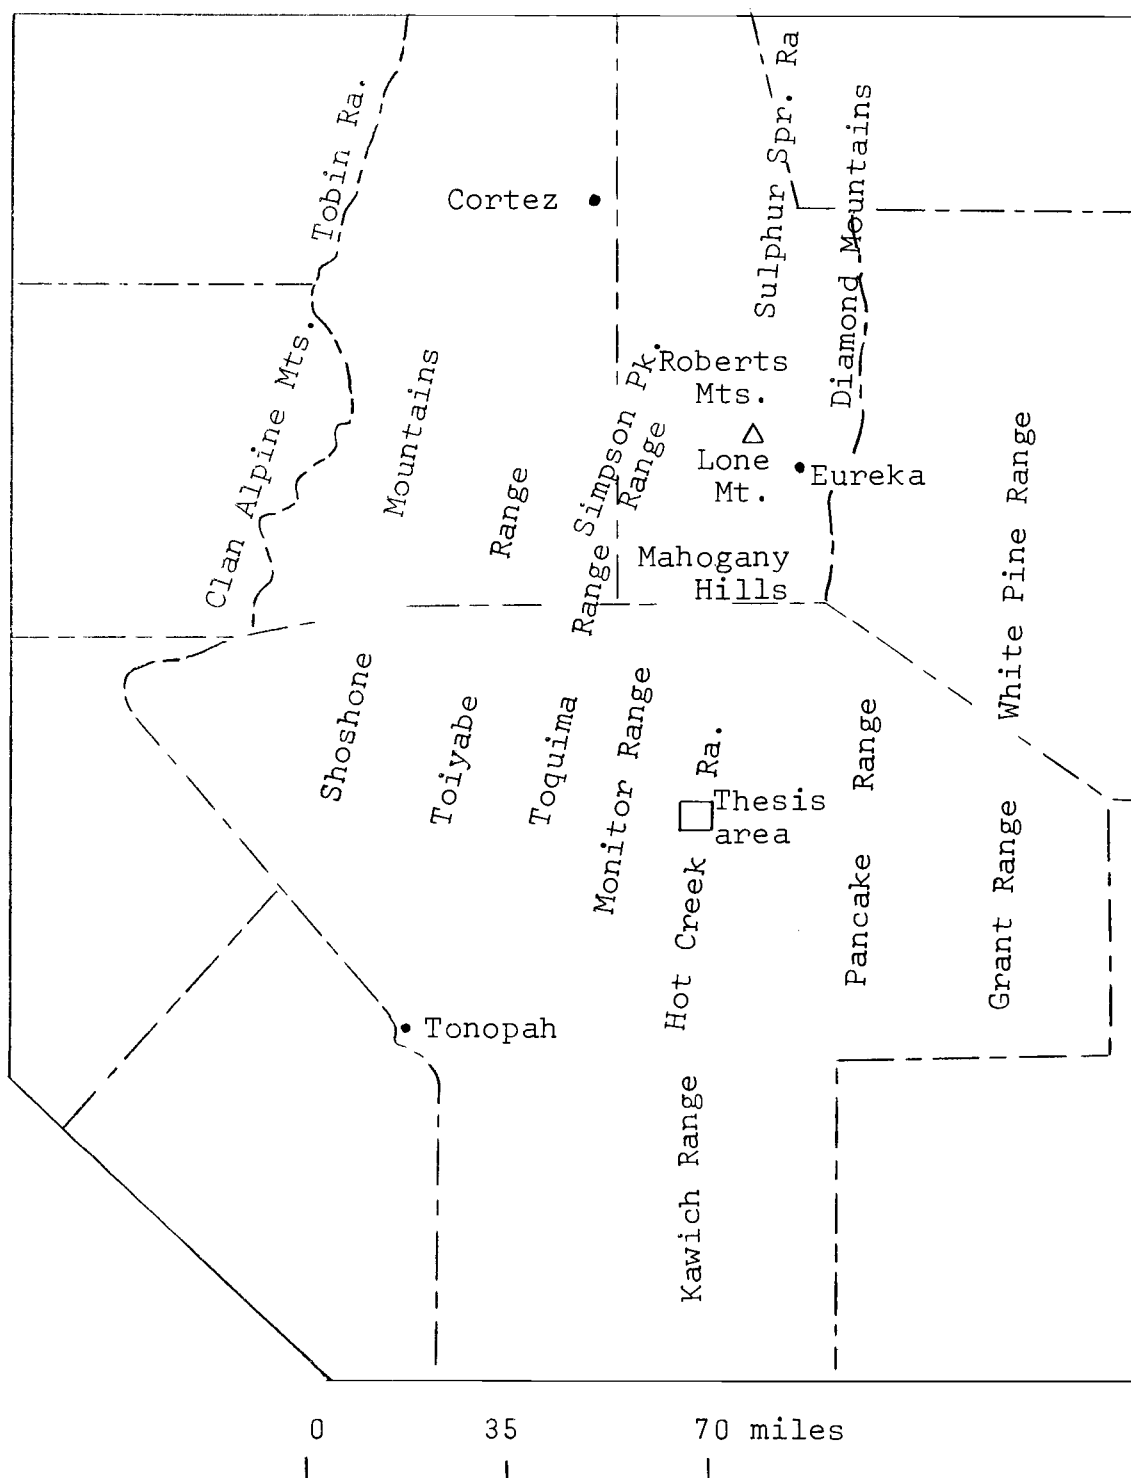 Tobin Ra.
Sulphur Spr. Ra
Diamond Mountains
Cortez
Clan Alpine Mts.
Mountains
Simpson Pk.
Range
Roberts
Mts.
Lone
Mt.
Eureka
White Pine Range
Range
Range
Mahogany
Hills
Shoshone
Toiyabe
Toquima
Monitor Range
Ra.
Range
Thesis
area
Hot Creek
Pancake
Grant Range
Tonopah
Kawich Range
0 35 70 miles